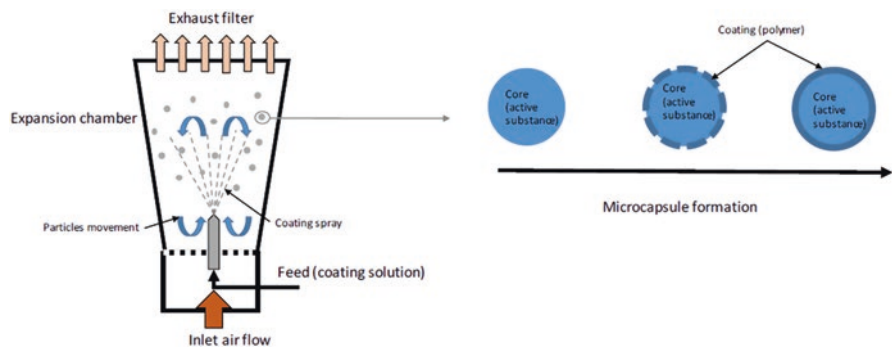 Exhaust filter
Expansion chamber
Particles movement
Coating spray
Feed (coating solution)
Inlet air flow
Coating (polymer)
Core
(active
substance)
Core
(active
substance)
Core
(active
substance)
Microcapsule formation